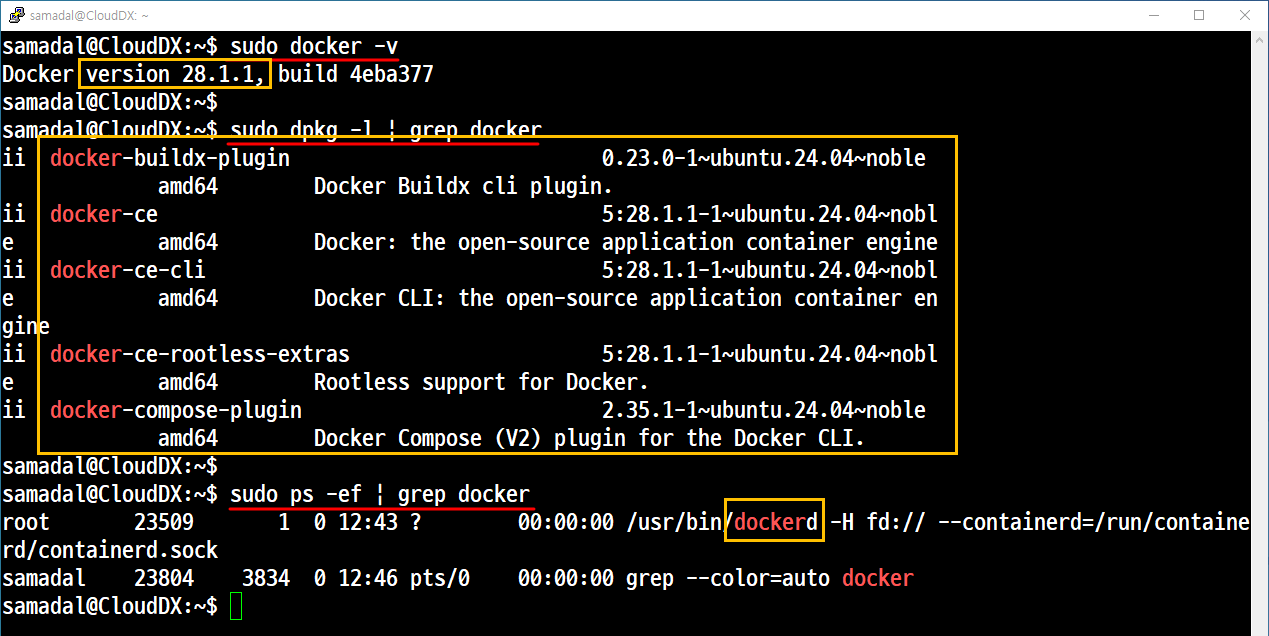 samadal@CloudDX: ~
samadal@CloudDX:~$ sudo docker -v
Docker version 28.1.1, build 4eba377
samadal@CloudDX:~$
samadal@CloudDX:~$ sudo dpkg -l | grep docker
ii  docker-buildx-plugin                          0.23.0-1~ubuntu.24.04~noble
             amd64        Docker Buildx cli plugin.
ii  docker-ce                                     5:28.1.1-1~ubuntu.24.04~nobl
e            amd64        Docker: the open-source application container engine
ii  docker-ce-cli                                 5:28.1.1-1~ubuntu.24.04~nobl
e            amd64        Docker CLI: the open-source application container en
gine
ii  docker-ce-rootless-extras                     5:28.1.1-1~ubuntu.24.04~nobl
e            amd64        Rootless support for Docker.
ii  docker-compose-plugin                         2.35.1-1~ubuntu.24.04~noble
             amd64        Docker Compose (V2) plugin for the Docker CLI.
samadal@CloudDX:~$
samadal@CloudDX:~$ sudo ps -ef | grep docker
root       23509       1  0 12:43 ?        00:00:00 /usr/bin/dockerd -H fd:// --containerd=/run/containe
rd/containerd.sock
samadal    23804    3834  0 12:46 pts/0    00:00:00 grep --color=auto docker
samadal@CloudDX:~$